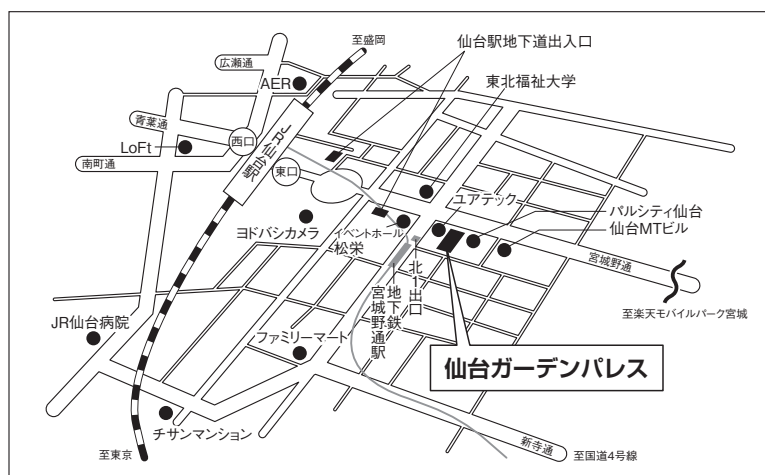 至盛岡
仙台駅地下道出入口
広瀬通
AER
東北福祉大学
青葉通
LoFt
西口
JR仙台駅
南町通
東口
ユアテック
パルシティ仙台
仙台MTビル
ヨドバシカメラ
イベントホール
松栄
宮城野通
北1出口
地下鉄
宮城野通駅
至楽天モバイルパーク宮城
JR仙台病院
ファミリーマート
仙台ガーデンパレス
チサンマンション
新寺通
至東京
至国道4号線